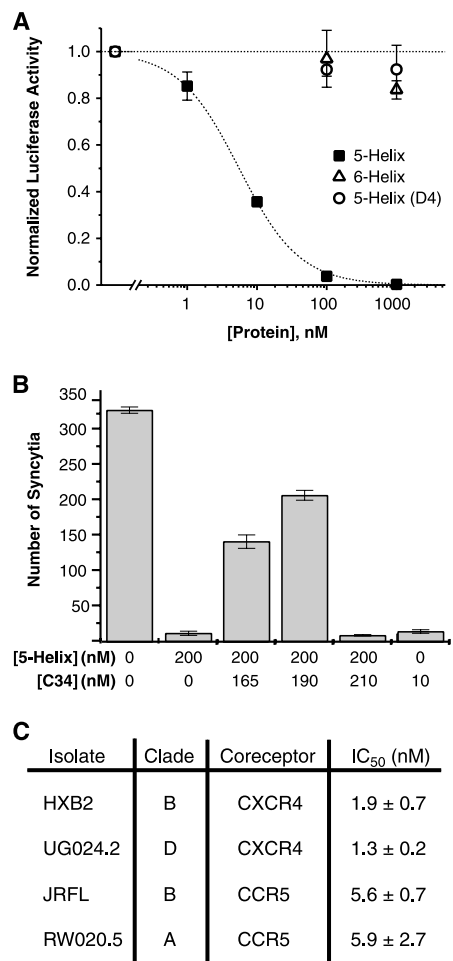 A
Normalized Luciferase Activity
1.0
0.8
0.6
0.4
0.2
0.0
5-Helix
6-Helix
5-Helix (D4)
1 10 100 1000
[Protein], nM
B
Number of Syncytia
350
300
250
200
150
100
50
[5-Helix] (nM) 0 200 200 200 200 0
[C34] (nM) 0 0 165 190 210 10
C
Isolate Clade Coreceptor IC50 (nM)
HXB2 B CXCR4 1.9 ± 0.7
UG024.2 D CXCR4 1.3 ± 0.2
JRFL B CCR5 5.6 ± 0.7
RW020.5 A CCR5 5.9 ± 2.7